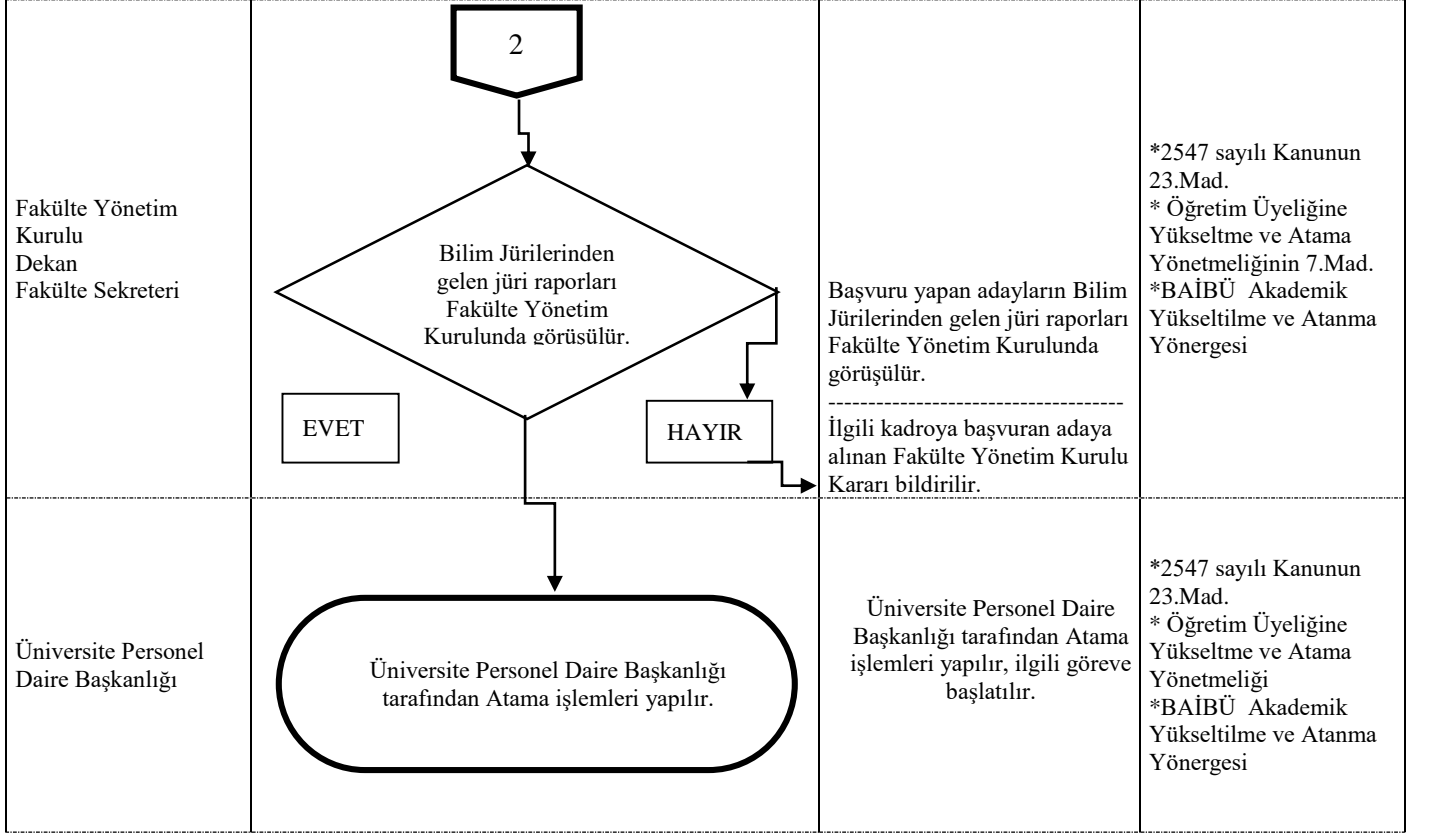 2
Fakülte Yönetim
Kurulu
Dekan
Fakülte Sekreteri
Bilim Jürilerinden
gelen jüri raporları
Fakülte Yönetim
Kurulunda görüşülür.
EVET
HAYIR
Başvuru yapan adayların Bilim
Jürilerinden gelen jüri raporları
Fakülte Yönetim Kurulunda
görüşülür.
-------------------------------------
İlgili kadroya başvuran adaya
alınan Fakülte Yönetim Kurulu
Kararı bildirilir.
*2547 sayılı Kanunun
23.Mad.
* Öğretim Üyeliğine
Yükseltme ve Atama
Yönetmeliğinin 7.Mad.
*BAİBÜ  Akademik
Yükseltilme ve Atanma
Yönergesi
Üniversite Personel
Daire Başkanlığı
Üniversite Personel Daire Başkanlığı
tarafından Atama işlemleri yapılır.
Üniversite Personel Daire
Başkanlığı tarafından Atama
işlemleri yapılır, ilgili göreve
başlatılır.
*2547 sayılı Kanunun
23.Mad.
* Öğretim Üyeliğine
Yükseltme ve Atama
Yönetmeliği
*BAİBÜ  Akademik
Yükseltilme ve Atanma
Yönergesi